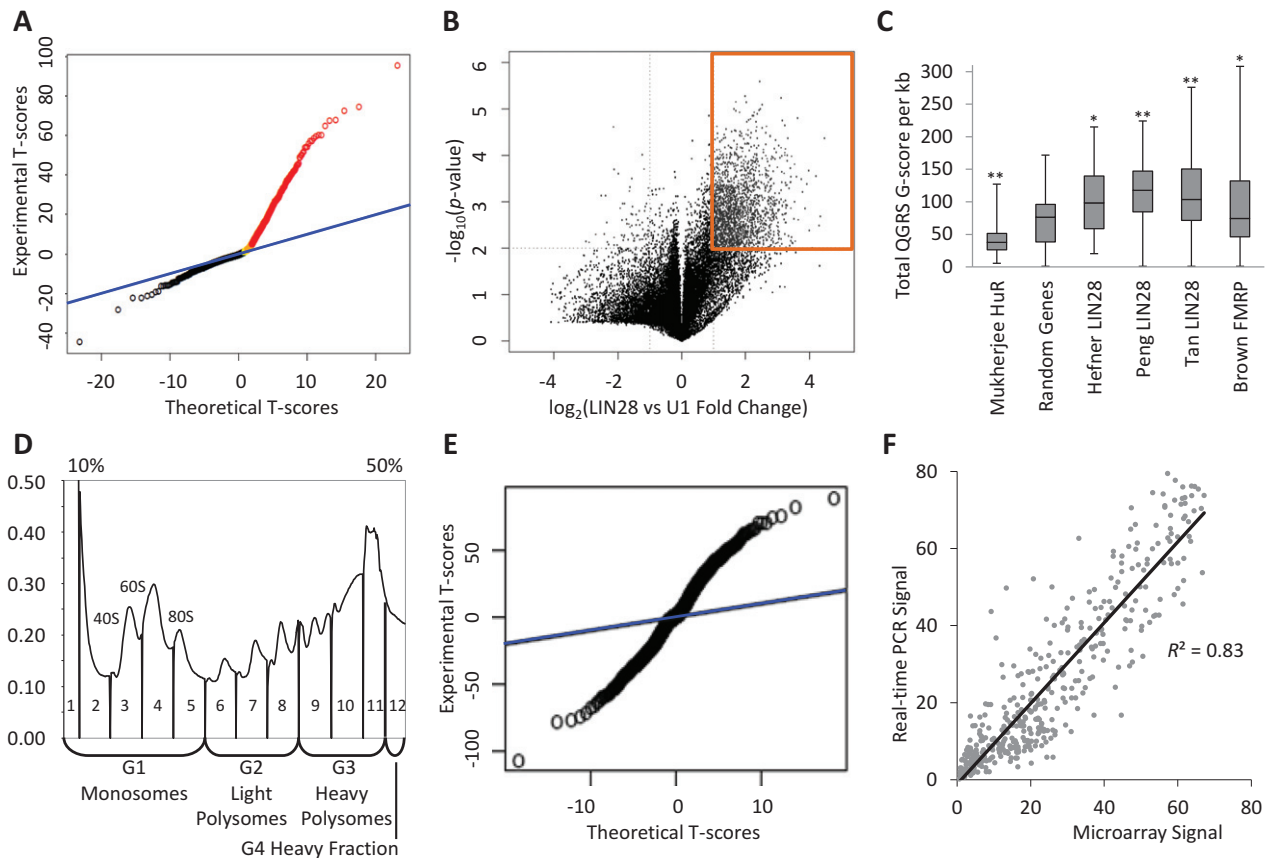 A
Experimental T-scores
100
80
60
40
20
0
-20
-40
-20
-10
0
10
20
Theoretical T-scores
B
-log10(p-value)
6
5
4
3
2
1
0
-4
-2
0
2
4
log2(LIN28 vs U1 Fold Change)
C
Total QGRS G-score per kb
300
250
200
150
100
50
0
**
*
**
**
*
Mukherjee HuR
Random Genes
Hefner LIN28
Peng LIN28
Tan LIN28
Brown FMRP
D
10%
50%
0.50
0.40
0.30
0.20
0.10
0.00
40S
60S
80S
1 2 3 4 5 6 7 8 9 10 11 12
G1
G2
G3
Monosomes
Light
Polysomes
Heavy
Polysomes
G4 Heavy Fraction
E
Experimental T-scores
50
0
-50
-100
-10
0
10
Theoretical T-scores
F
Real-time PCR Signal
80
60
40
20
0
R² = 0.83
0
20
40
60
80
Microarray Signal